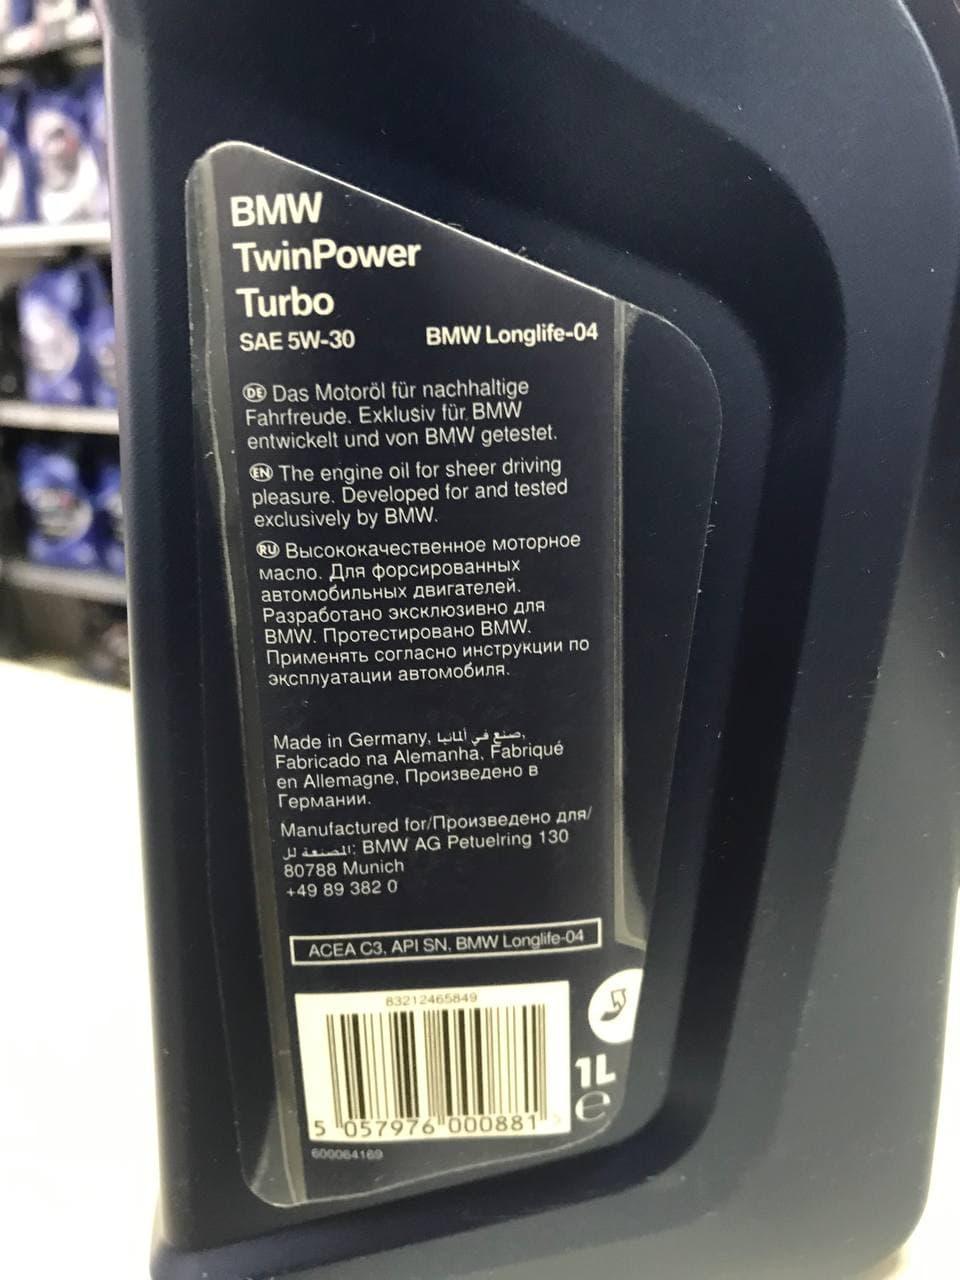 BMW
TwinPower
Turbo
SAE 5W-30 BMW Longlife-04
DE Das Motoröl für nachhaltige
Fahrfreude. Exklusiv für BMW
entwickelt und von BMW getestet.
EN The engine oil for sheer driving
pleasure. Developed for and tested
exclusively by BMW.
RU Высококачественное моторное
масло. Для форсированных
автомобильных двигателей.
Разработано эксклюзивно для
BMW. Протестировано BMW.
Применять согласно инструкции по
эксплуатации автомобиля.
Made in Germany, صنع في ألمانيا,
Fabricado na Alemanha, Fabriqué
en Allemagne, Произведено в
Германии.
Manufactured for/Произведено для/
المصنعة لل: BMW AG Petuelring 130
80788 Munich
+49 89 382 0
ACEA C3, API SN, BMW Longlife-04
83212465849
5 057976 000881 >
1L
e
600064169